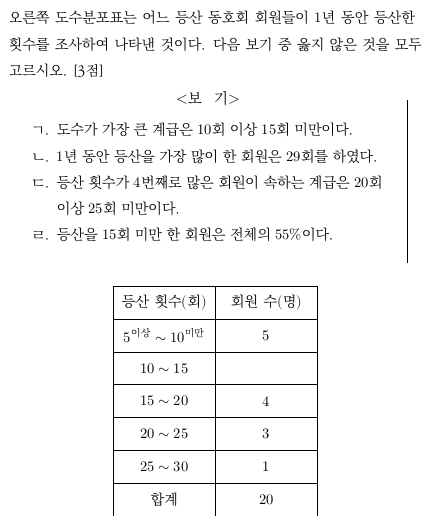 오른쪽 도수분포표는 어느 등산 동호회 회원들이 1년 동안 등산한
횟수를 조사하여 나타낸 것이다. 다음 보기 중 옳지 않은 것을 모두
고르시오. [3점]
<보 기>
ㄱ. 도수가 가장 큰 계급은 10회 이상 15회 미만이다.
ㄴ. 1년 동안 등산을 가장 많이 한 회원은 29회를 하였다.
ㄷ. 등산 횟수가 4번째로 많은 회원이 속하는 계급은 20회
이상 25회 미만이다.
ㄹ. 등산을 15회 미만 한 회원은 전체의 55%이다.
등산 횟수(회) 회원 수(명)
5이상 ~ 10미만 5
10 ~ 15
15 ~ 20 4
20 ~ 25 3
25 ~ 30 1
합계 20